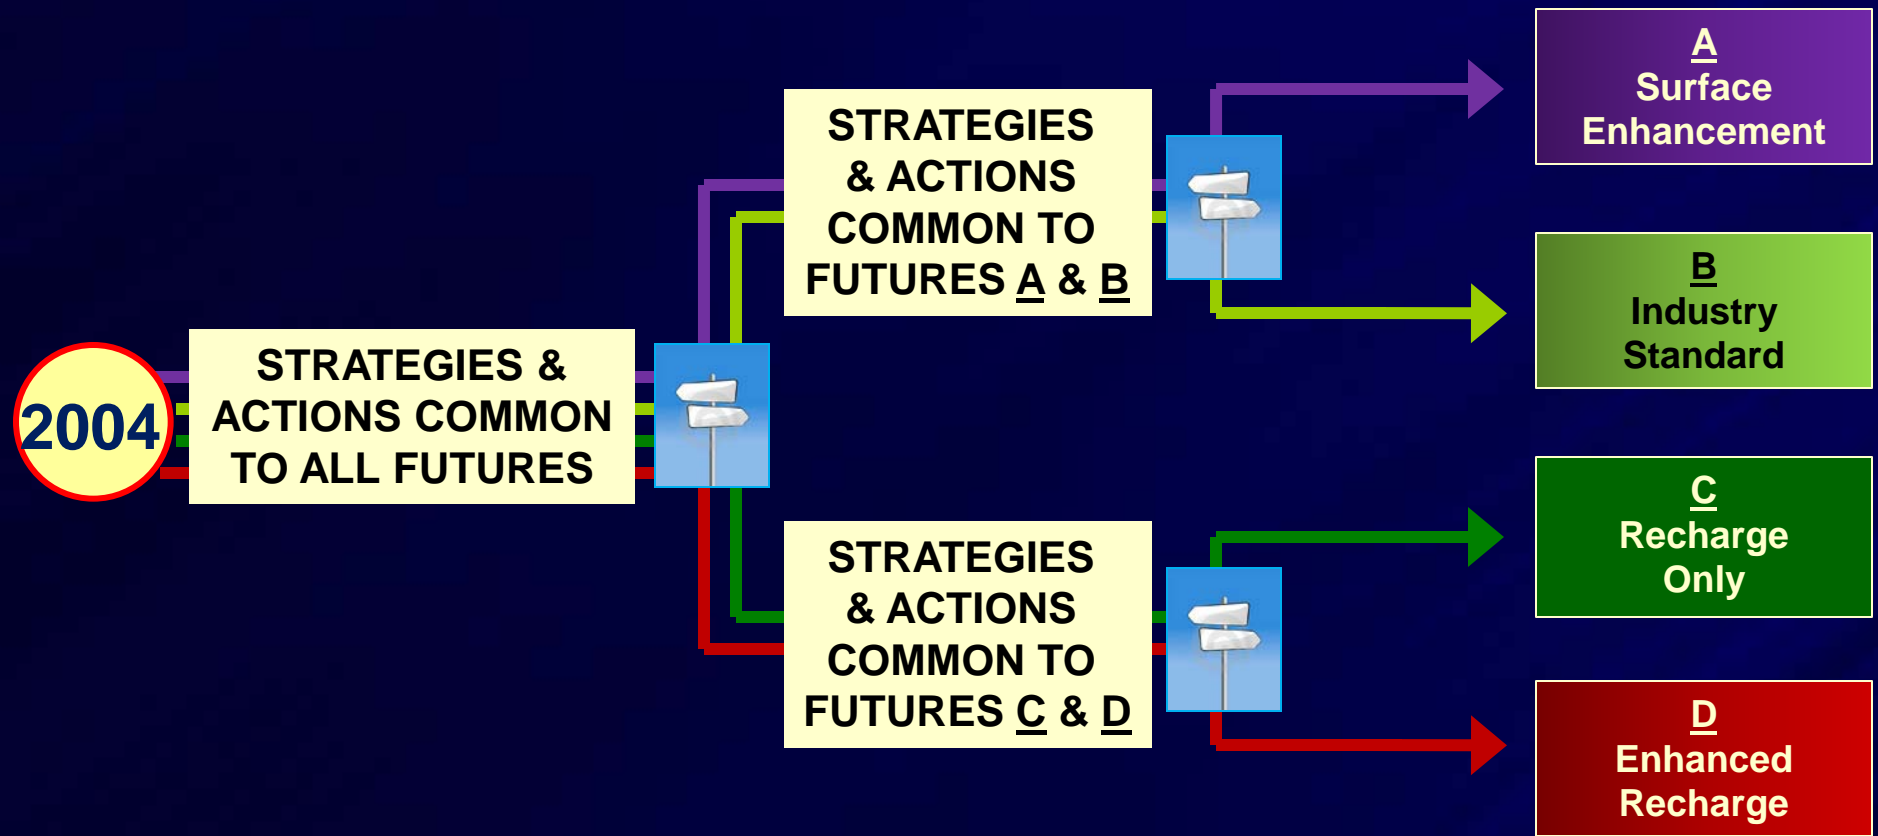 2004
STRATEGIES &
ACTIONS COMMON
TO ALL FUTURES
STRATEGIES
& ACTIONS
COMMON TO
FUTURES A & B
STRATEGIES
& ACTIONS
COMMON TO
FUTURES C & D
A
Surface
Enhancement
B
Industry
Standard
C
Recharge
Only
D
Enhanced
Recharge